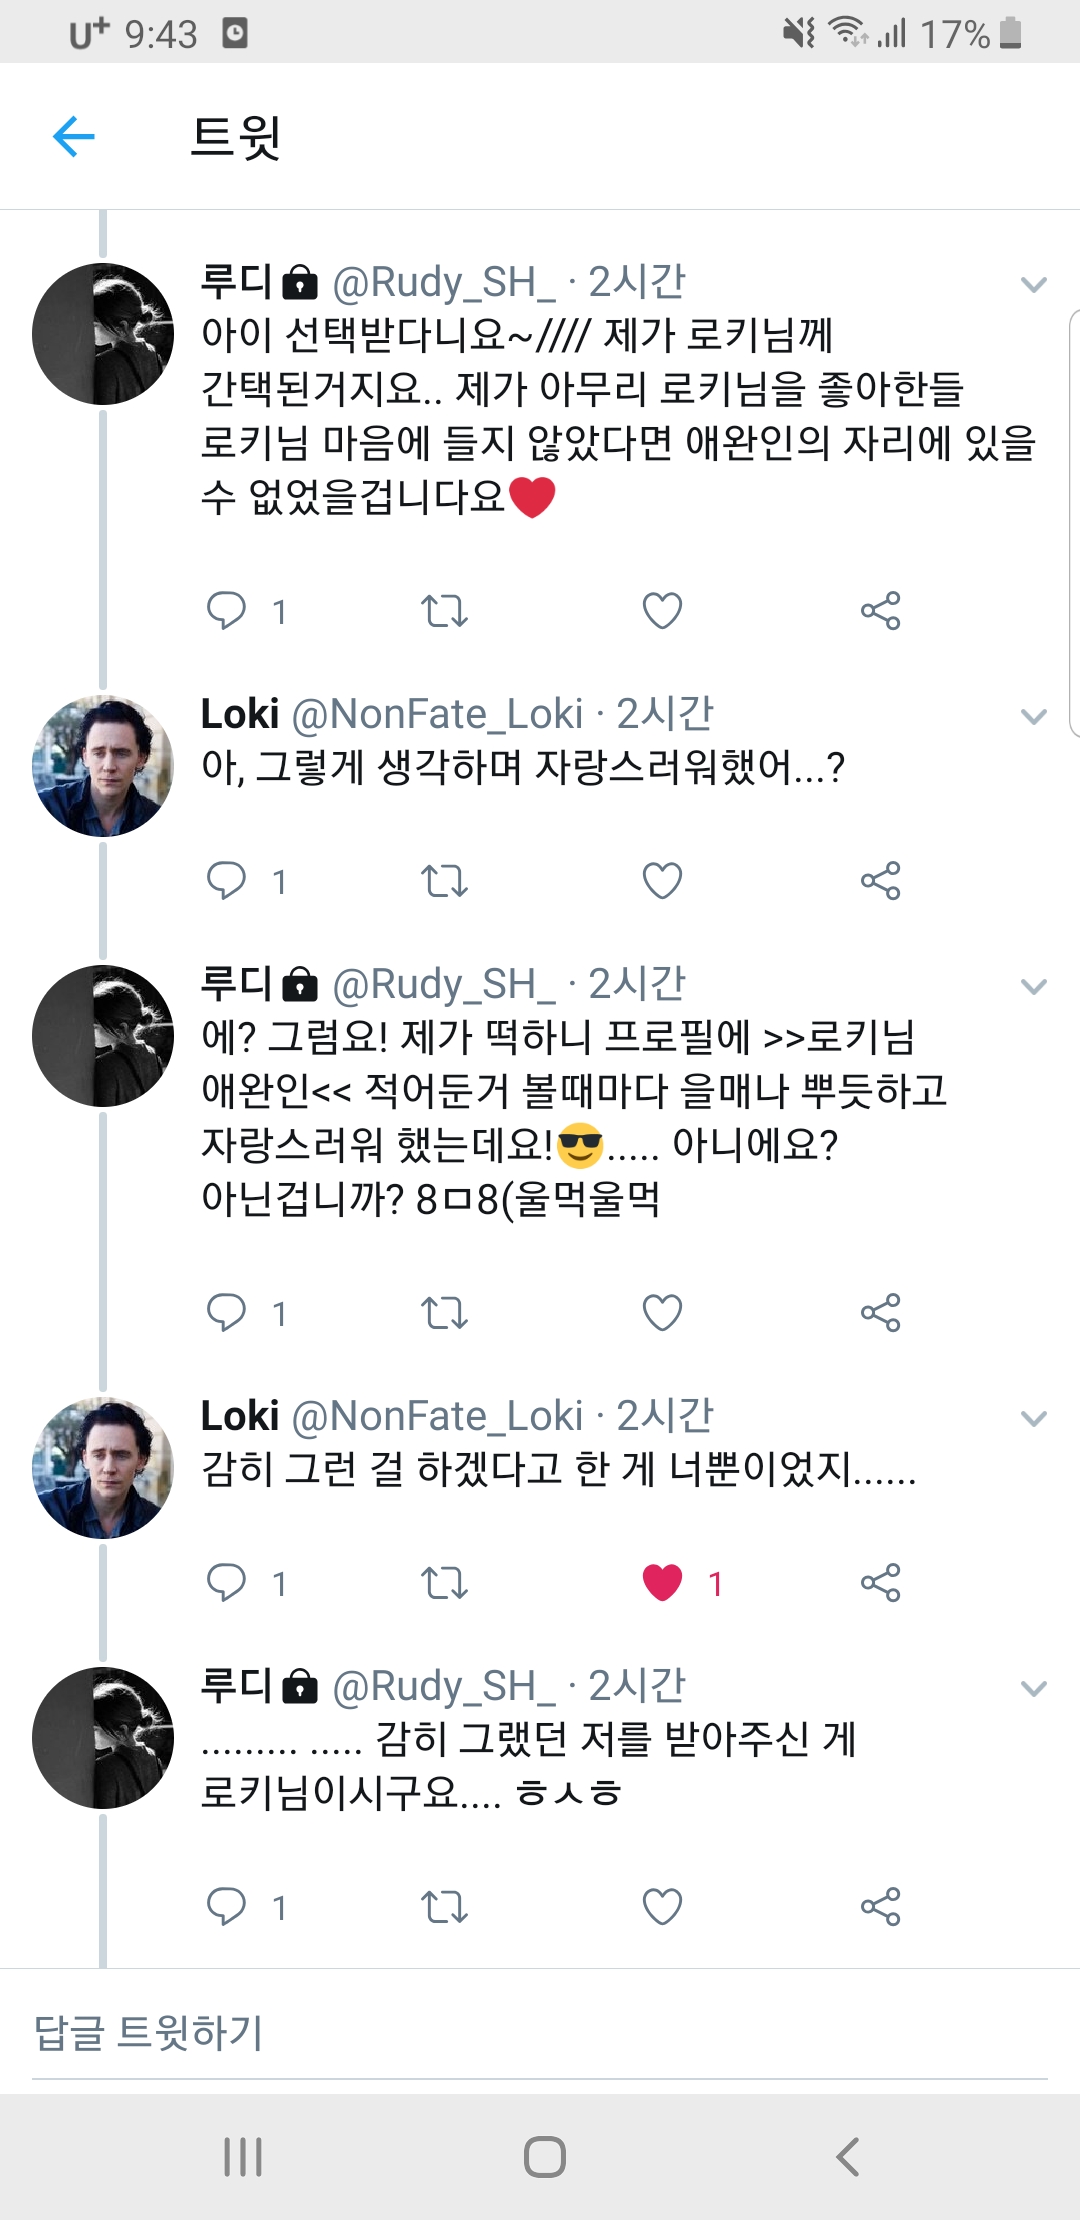 U+ 9:43 17%
트윗
루디 @Rudy_SH_ · 2시간
아이 선택받다니요~//// 제가 로키님께
간택된거지요.. 제가 아무리 로키님을 좋아한들
로키님 마음에 들지 않았다면 애완인의 자리에 있을
수 없었을겁니다요❤
1
Loki @NonFate_Loki · 2시간
아, 그렇게 생각하며 자랑스러워했어...?
1
루디 @Rudy_SH_ · 2시간
에? 그럼요! 제가 떡하니 프로필에 >>로키님
애완인<< 적어둔거 볼때마다 을매나 뿌듯하고
자랑스러워 했는데요!😎..... 아니에요?
아닌겁니까? 8ㅁ8(울먹울먹
1
Loki @NonFate_Loki · 2시간
감히 그런 걸 하겠다고 한 게 너뿐이었지......
1 1
루디 @Rudy_SH_ · 2시간
......... ..... 감히 그랬던 저를 받아주신 게
로키님이시구요.... ㅎㅅㅎ
1
답글 트윗하기